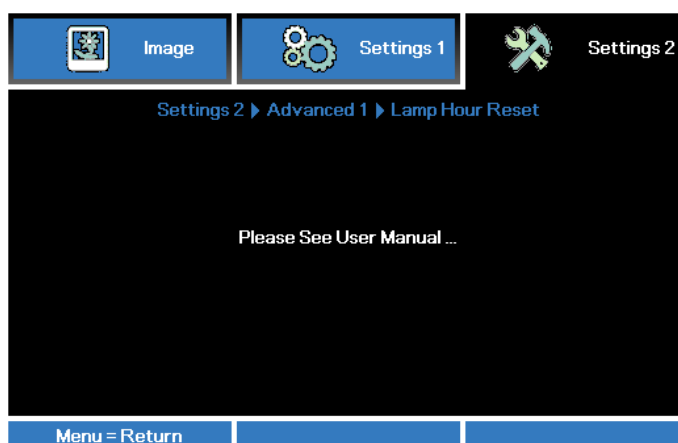 Image
Settings 1
Settings 2
Settings 2 ▶ Advanced 1 ▶ Lamp Hour Reset
Please See User Manual ...
Menu = Return